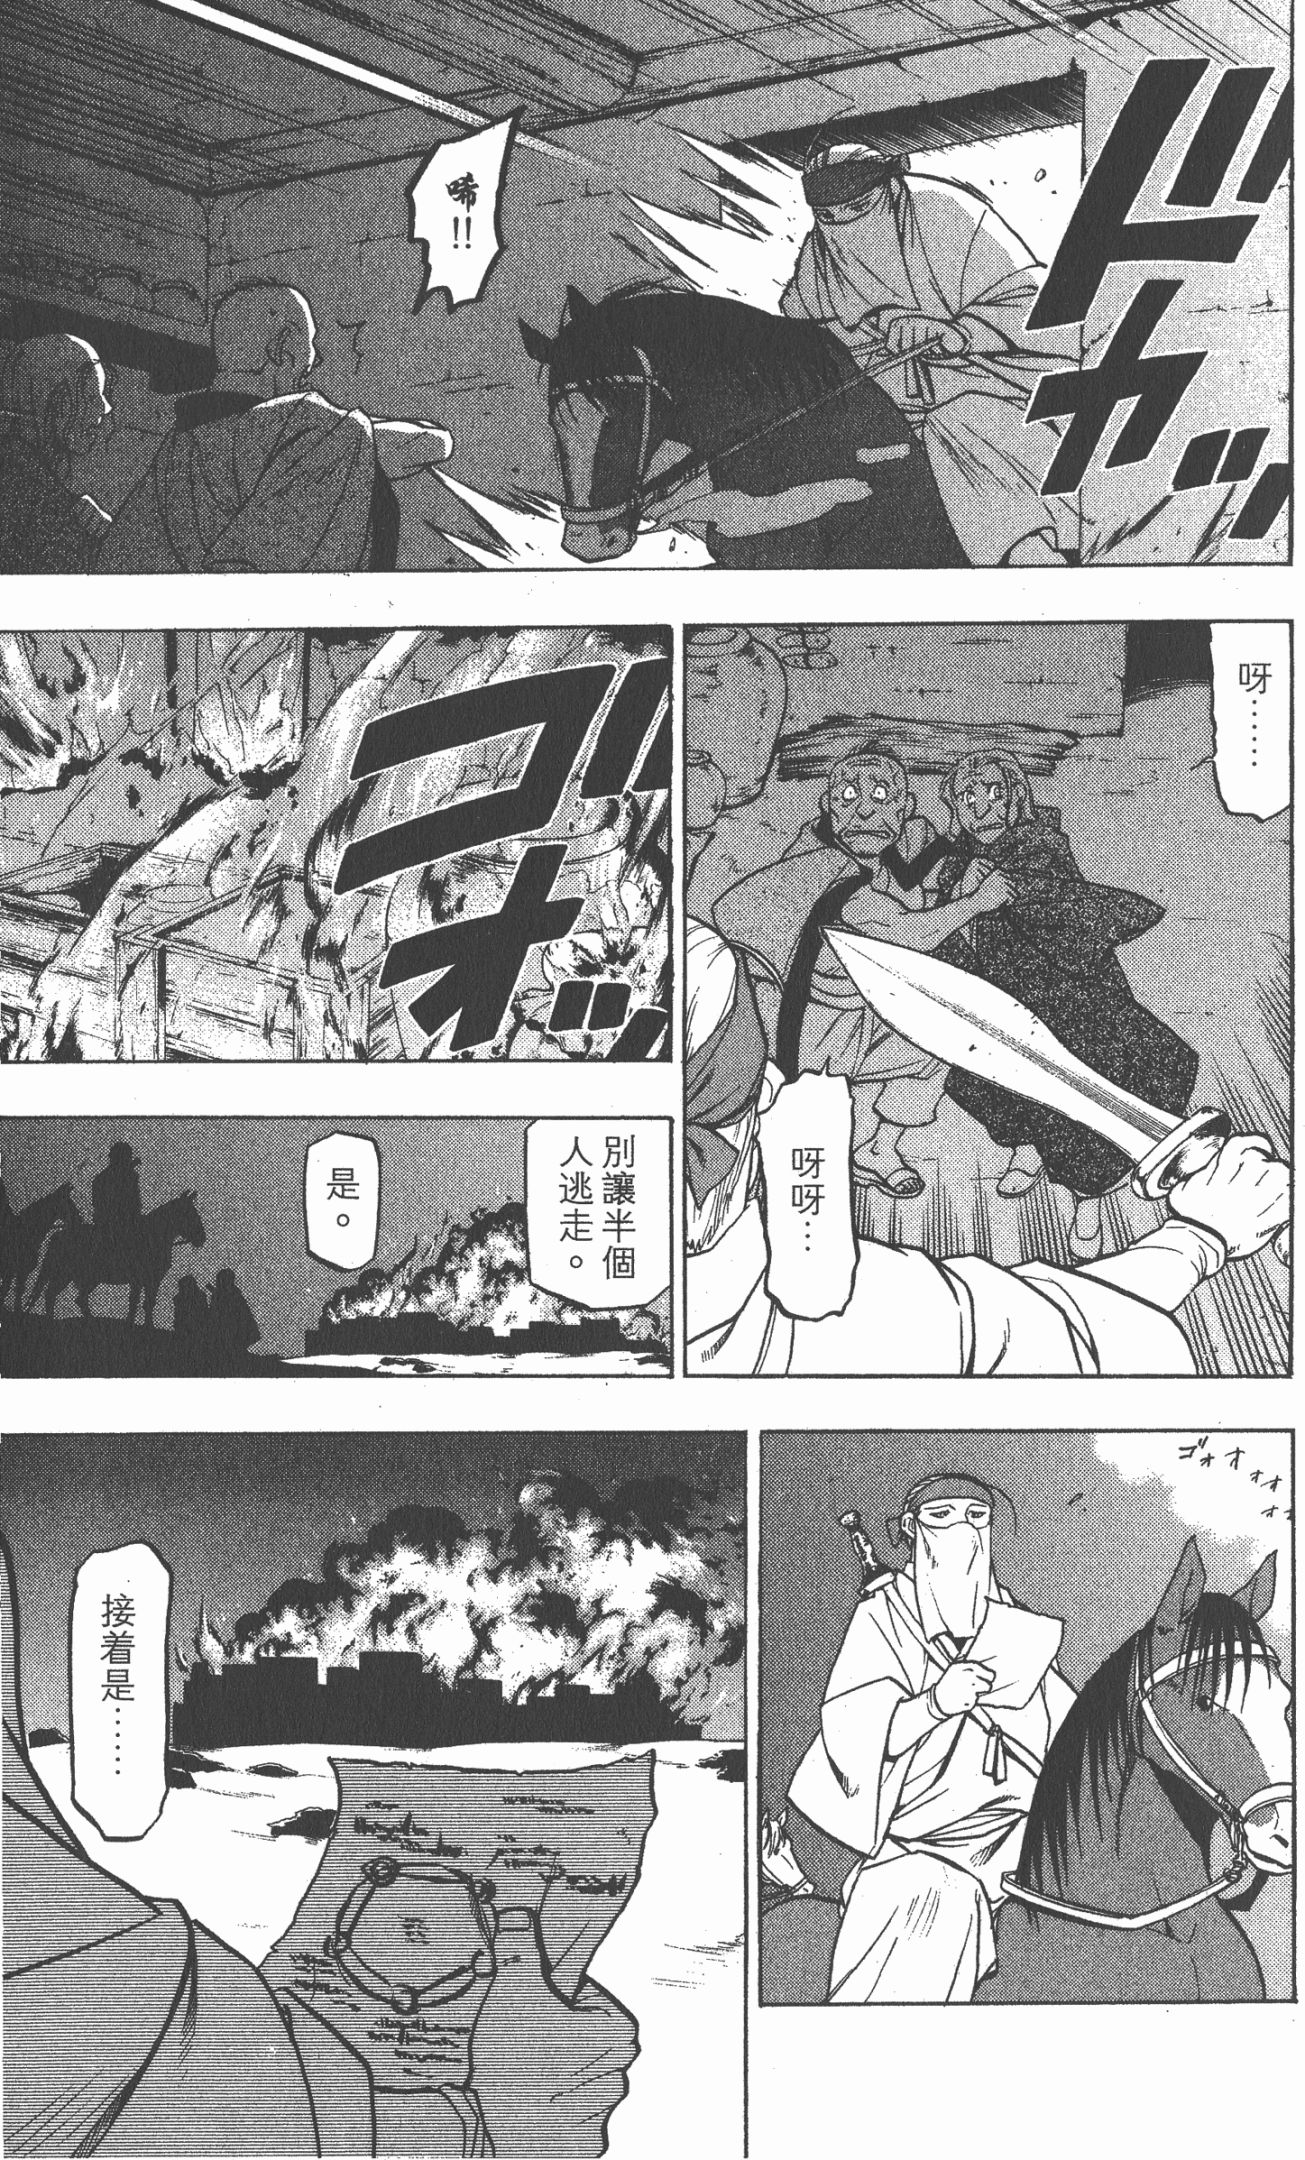 ドカッ
唏!!
呀……
呀呀…
ゴオッ
別讓半個
人逃走。
是。
ゴォォォォォ
接着是……